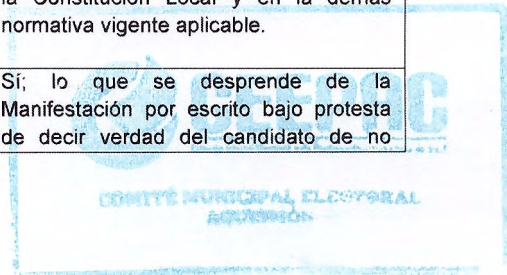 la Constitución Local y en la demás
normativa vigente aplicable.
Sí; lo que se desprende de la
Manifestación por escrito bajo protesta
de decir verdad del candidato de no
COMITÉ MUNICIPAL ELECTORAL